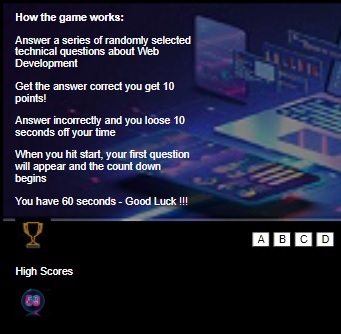 How the game works:
Answer a series of randomly selected
technical questions about Web
Development
Get the answer correct you get 10
points!
Answer incorrectly and you loose 10
seconds off your time
When you hit start, your first question
will appear and the count down
begins
You have 60 seconds - Good Luck !!!
A B C D
High Scores
59